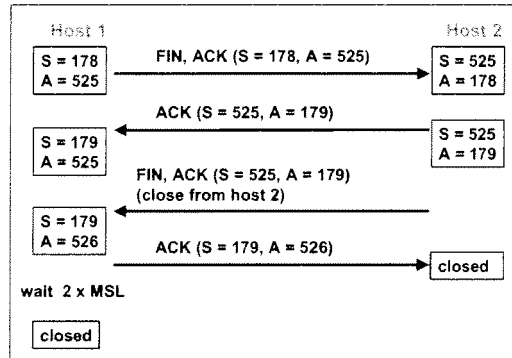 Host 1 Host 2
S = 178
A = 525
FIN, ACK (S = 178, A = 525)
S = 525
A = 178
ACK (S = 525, A = 179)
S = 179
A = 525
S = 525
A = 179
FIN, ACK (S = 525, A = 179)
(close from host 2)
S = 179
A = 526
ACK (S = 179, A = 526)
closed
wait 2 x MSL
closed